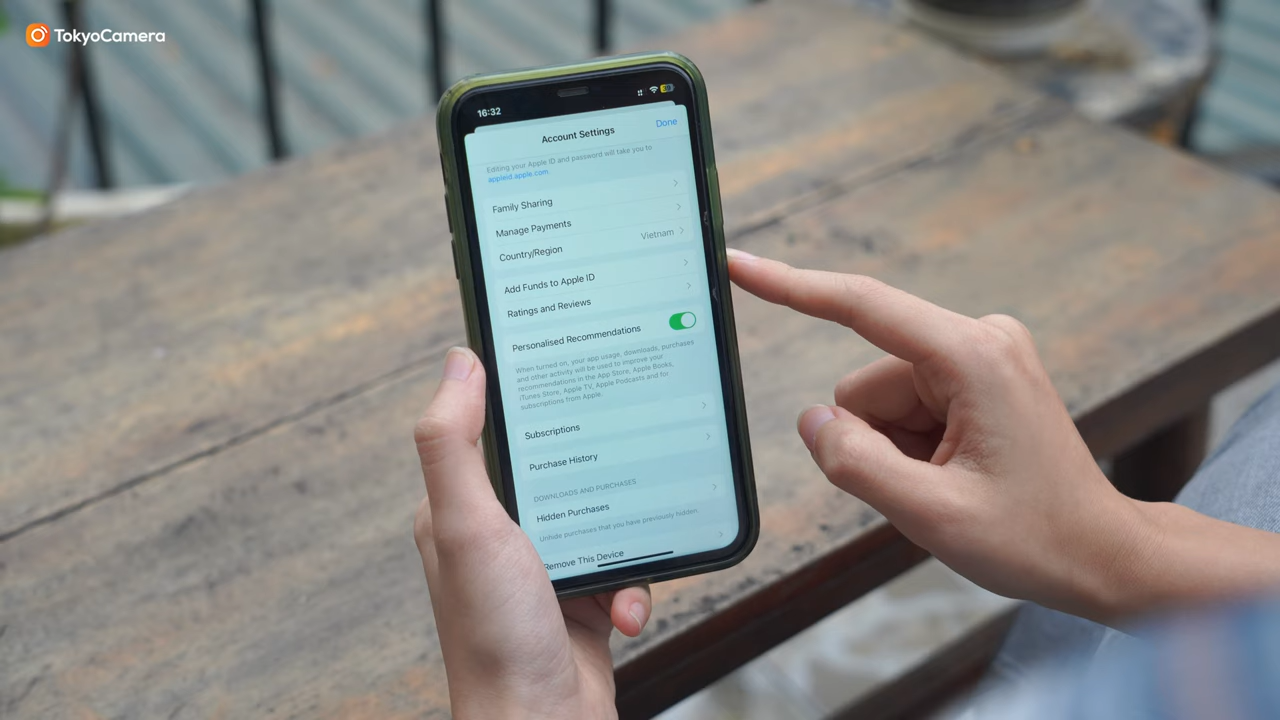 TokyoCamera
16:32
Account Settings
Done
Editing your Apple ID and password will take you to
appleid.apple.com.
Family Sharing
Manage Payments
Country/Region Vietnam
Add Funds to Apple ID
Ratings and Reviews
Personalised Recommendations
When turned on, your app usage, downloads, purchases
and other activity will be used to improve your
recommendations in the App Store, Apple Books,
iTunes Store, Apple TV, Apple Podcasts and for
subscriptions from Apple.
Subscriptions
Purchase History
DOWNLOADS AND PURCHASES
Hidden Purchases
Unhide purchases that you have previously hidden.
Remove This Device